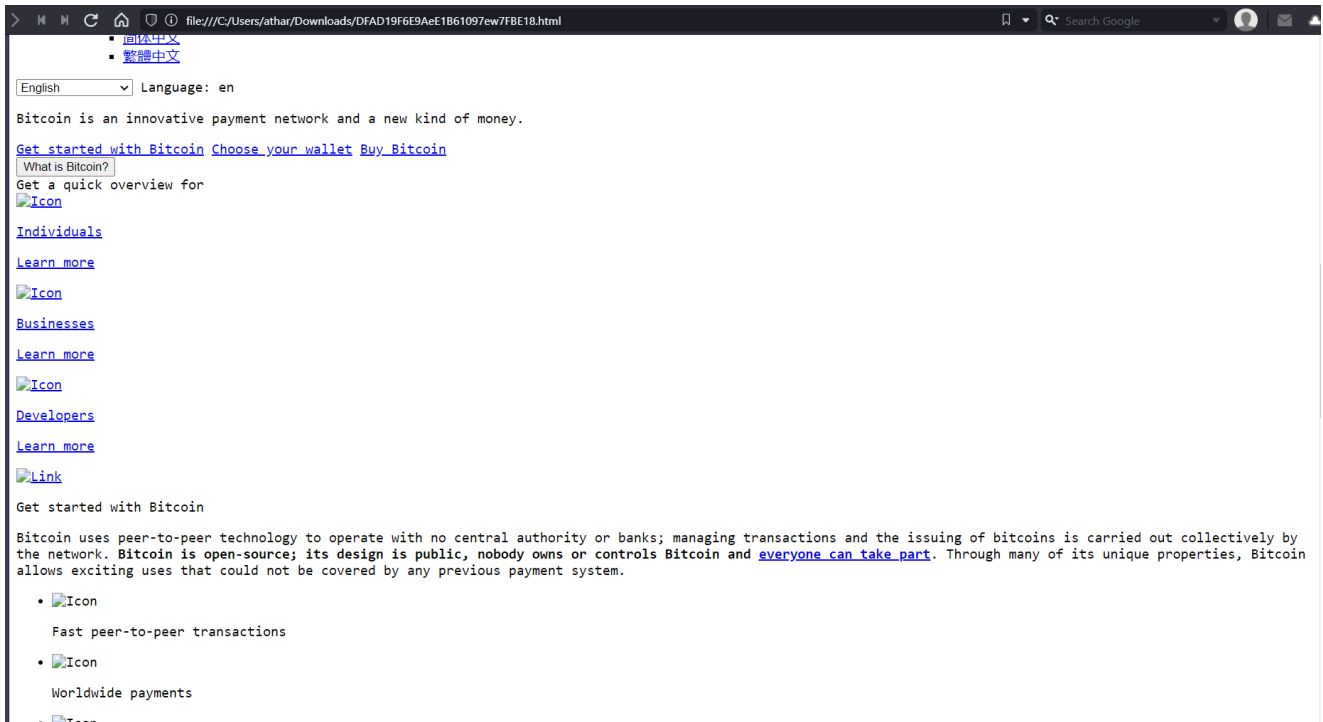 file:///C:/Users/athar/Downloads/DFAD19F6E9AeE1B61097ew7FBE18.html
Search Google
简体中文
繁體中文
English Language: en
Bitcoin is an innovative payment network and a new kind of money.
Get started with Bitcoin Choose your wallet Buy Bitcoin
What is Bitcoin?
Get a quick overview for
Icon
Individuals
Learn more
Icon
Businesses
Learn more
Icon
Developers
Learn more
Link
Get started with Bitcoin
Bitcoin uses peer-to-peer technology to operate with no central authority or banks; managing transactions and the issuing of bitcoins is carried out collectively by
the network. Bitcoin is open-source; its design is public, nobody owns or controls Bitcoin and everyone can take part. Through many of its unique properties, Bitcoin
allows exciting uses that could not be covered by any previous payment system.
Icon
Fast peer-to-peer transactions
Icon
Worldwide payments
Icon